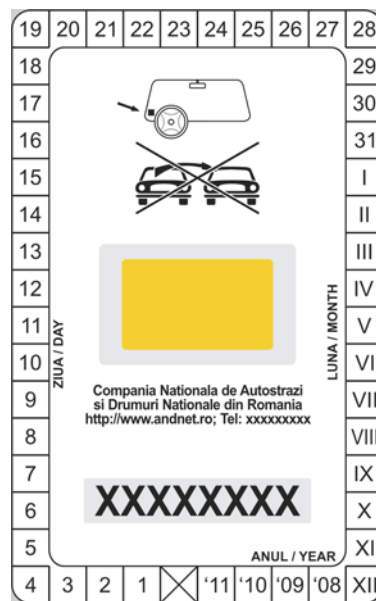 19 20 21 22 23 24 25 26 27 28
18 29
17 30
16 31
15 I
14 II
13 III
12 IV
11 V
10 VI
9 VII
8 VIII
7 IX
6 X
5 XI
4 3 2 1 '11 '10 '09 '08 XII
ZIUA / DAY
LUNA / MONTH
Compania Nationala de Autostrazi
si Drumuri Nationale din Romania
http://www.andnet.ro; Tel: xxxxxxxxx
XXXXXXXX
ANUL / YEAR